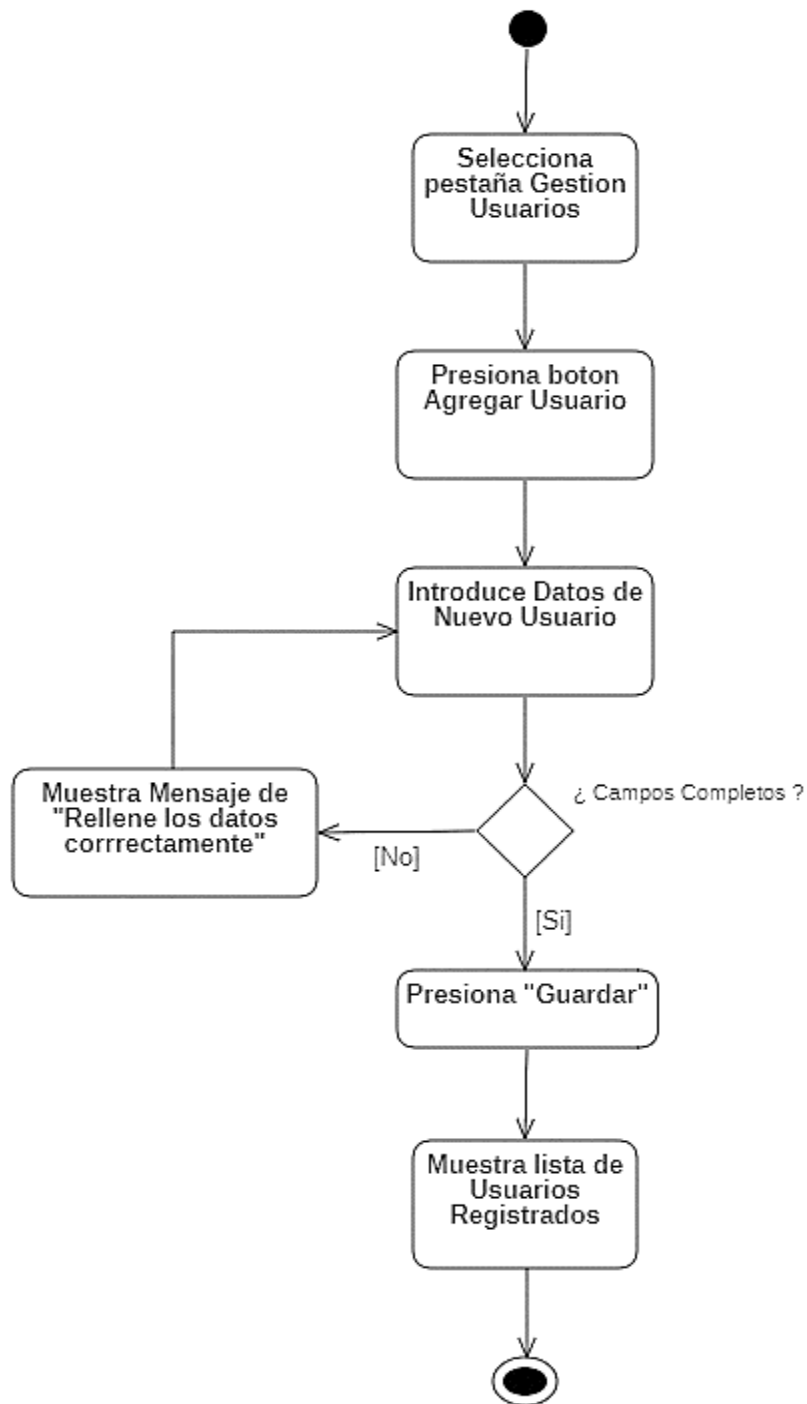 Selecciona
pestaña Gestion
Usuarios
Presiona boton
Agregar Usuario
Introduce Datos de
Nuevo Usuario
¿ Campos Completos ?
Muestra Mensaje de
"Rellene los datos
corrrectamente"
[No]
[Si]
Presiona "Guardar"
Muestra lista de
Usuarios
Registrados